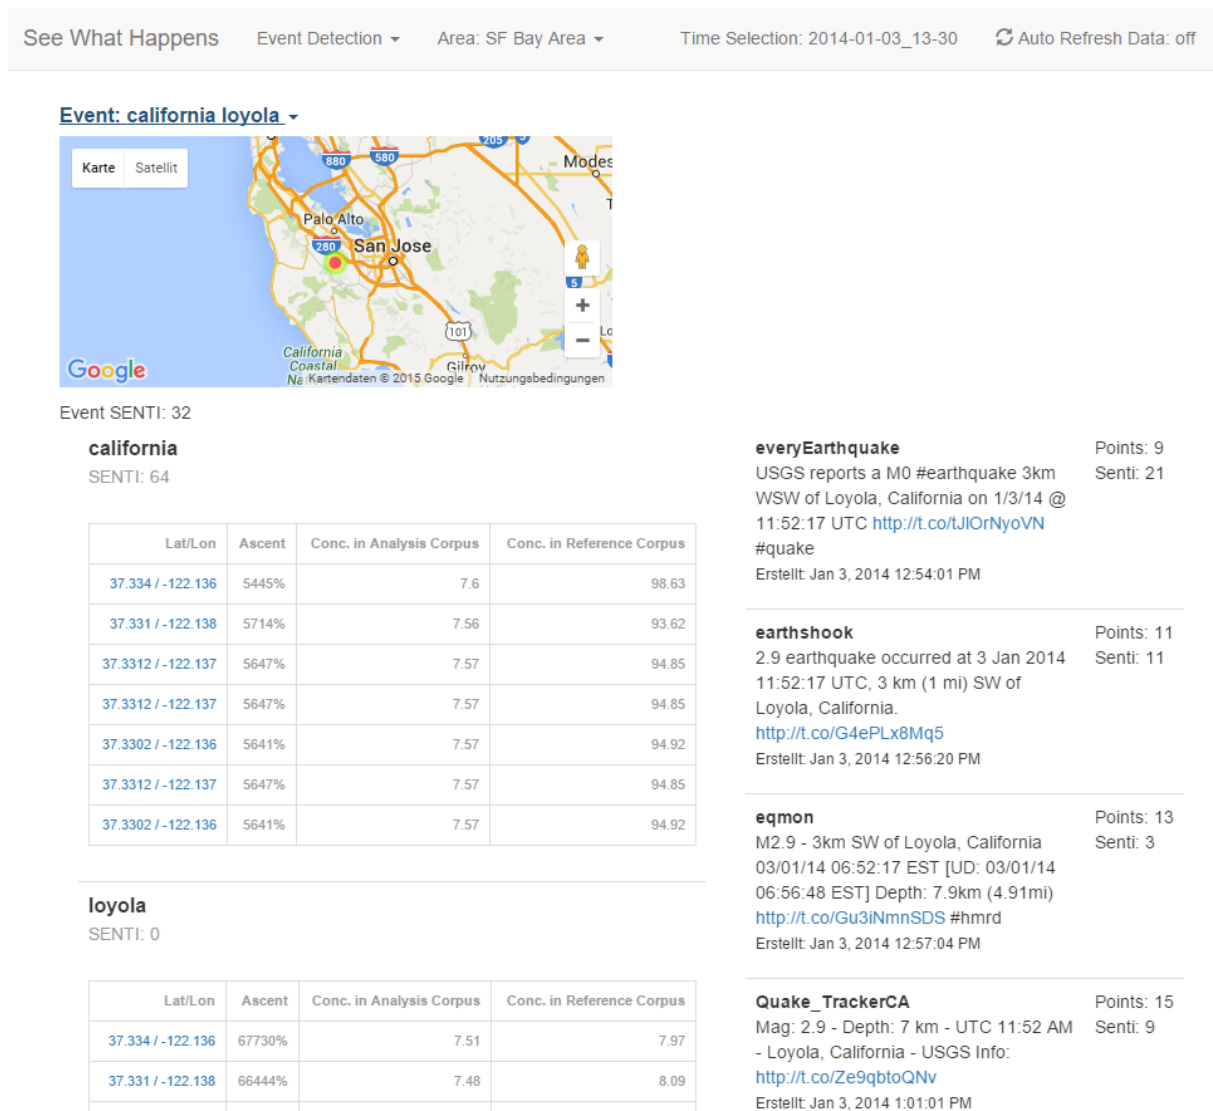 See What Happens Event Detection Area: SF Bay Area Time Selection: 2014-01-03_13-30 Auto Refresh Data: off
Event: california loyola
Karte Satellit
205
880 580
Modes
Palo Alto
280 San Jose
5
+
101
−
California
Coastal
Na
Gilroy
Google
Kartendaten © 2015 Google Nutzungsbedingungen
Event SENTI: 32
california
SENTI: 64
Lat/Lon Ascent Conc. in Analysis Corpus Conc. in Reference Corpus
37.334 / -122.136 5445% 7.6 98.63
37.331 / -122.138 5714% 7.56 93.62
37.3312 / -122.137 5647% 7.57 94.85
37.3312 / -122.137 5647% 7.57 94.85
37.3302 / -122.136 5641% 7.57 94.92
37.3312 / -122.137 5647% 7.57 94.85
37.3302 / -122.136 5641% 7.57 94.92
loyola
SENTI: 0
Lat/Lon Ascent Conc. in Analysis Corpus Conc. in Reference Corpus
37.334 / -122.136 67730% 7.51 7.97
37.331 / -122.138 66444% 7.48 8.09
everyEarthquake Points: 9
USGS reports a M0 #earthquake 3km Senti: 21
WSW of Loyola, California on 1/3/14 @
11:52:17 UTC http://t.co/tJIOrNyoVN
#quake
Erstellt: Jan 3, 2014 12:54:01 PM
earthshook Points: 11
2.9 earthquake occurred at 3 Jan 2014 Senti: 11
11:52:17 UTC, 3 km (1 mi) SW of
Loyola, California.
http://t.co/G4ePLx8Mq5
Erstellt: Jan 3, 2014 12:56:20 PM
eqmon Points: 13
M2.9 - 3km SW of Loyola, California Senti: 3
03/01/14 06:52:17 EST [UD: 03/01/14
06:56:48 EST] Depth: 7.9km (4.91mi)
http://t.co/Gu3iNmnSDS #hmrd
Erstellt: Jan 3, 2014 12:57:04 PM
Quake_TrackerCA Points: 15
Mag: 2.9 - Depth: 7 km - UTC 11:52 AM Senti: 9
- Loyola, California - USGS Info:
http://t.co/Ze9qbtoQNv
Erstellt: Jan 3, 2014 1:01:01 PM